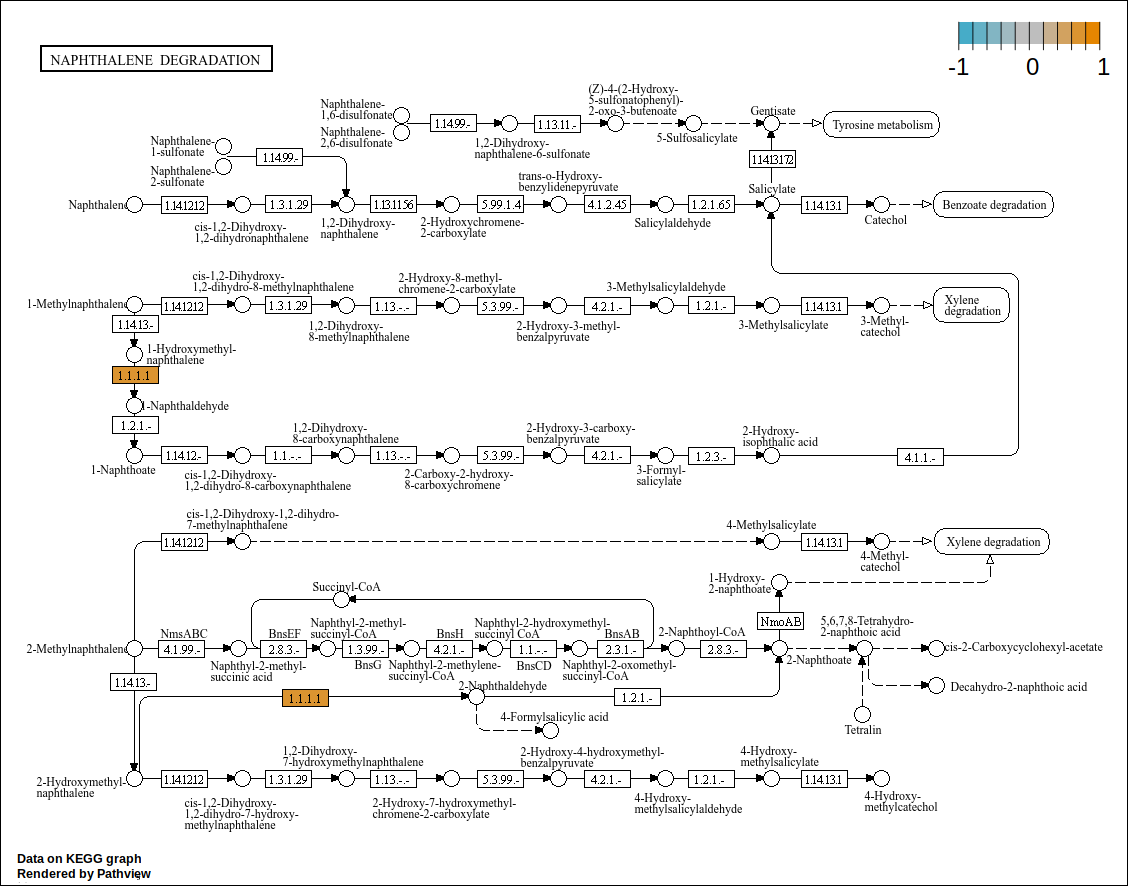 NAPHTHALENE DEGRADATION
-1 0 1
Naphthalene-
1,6-disulfonate
Naphthalene-
2,6-disulfonate
1.14.99.-
1,2-Dihydroxy-
naphthalene-6-sulfonate
1.13.11.-
(Z)-4-(2-Hydroxy-
5-sulfonatophenyl)-
2-oxo-3-butenoate
5-Sulfosalicylate
Gentisate
Tyrosine metabolism
Naphthalene-
1-sulfonate
Naphthalene-
2-sulfonate
1.14.99.-
1.14.13.172
Naphthalene
1.14.12.12
cis-1,2-Dihydroxy-
1,2-dihydronaphthalene
1.3.1.29
1,2-Dihydroxy-
naphthalene
1.13.11.56
2-Hydroxychromene-
2-carboxylate
5.99.1.4
trans-o-Hydroxy-
benzylidenepyruvate
4.1.2.45
Salicylaldehyde
1.2.1.65
Salicylate
1.14.13.1
Catechol
Benzoate degradation
1-Methylnaphthalene
1.14.12.12
cis-1,2-Dihydroxy-
1,2-dihydro-8-methylnaphthalene
1.3.1.29
1,2-Dihydroxy-
8-methylnaphthalene
1.13.-.-
2-Hydroxy-8-methyl-
chromene-2-carboxylate
5.3.99.-
2-Hydroxy-3-methyl-
benzalpyruvate
4.2.1.-
3-Methylsalicylaldehyde
1.2.1.-
3-Methylsalicylate
1.14.13.1
3-Methyl-
catechol
Xylene
degradation
1.14.13.-
1-Hydroxymethyl-
naphthalene
1.1.1.1
1-Naphthaldehyde
1.2.1.-
1-Naphthoate
1.14.12.-
cis-1,2-Dihydroxy-
1,2-dihydro-8-carboxynaphthalene
1.1.-.-
1,2-Dihydroxy-
8-carboxynaphthalene
1.13.-.-
2-Carboxy-2-hydroxy-
8-carboxychromene
5.3.99.-
2-Hydroxy-3-carboxy-
benzalpyruvate
4.2.1.-
3-Formyl-
salicylate
1.2.3.-
2-Hydroxy-
isophthalic acid
4.1.1.-
1.14.12.12
cis-1,2-Dihydroxy-1,2-dihydro-
7-methylnaphthalene
4-Methylsalicylate
1.14.13.1
4-Methyl-
catechol
Xylene degradation
Succinyl-CoA
1-Hydroxy-
2-naphthoate
NmoAB
2-Methylnaphthalene
NmsABC
4.1.99.-
Naphthyl-2-methyl-
succinic acid
BnsEF
2.8.3.-
Naphthyl-2-methyl-
succinyl-CoA
1.3.99.-
BnsG
Naphthyl-2-methylene-
succinyl-CoA
BnsH
4.2.1.-
Naphthyl-2-hydroxymethyl-
succinyl CoA
1.1.-.-
BnsCD
Naphthyl-2-oxomethyl-
succinyl-CoA
BnsAB
2.3.1.-
2-Naphthoyl-CoA
2.8.3.-
2-Naphthoate
5,6,7,8-Tetrahydro-
2-naphthoic acid
cis-2-Carboxycyclohexyl-acetate
Decahydro-2-naphthoic acid
Tetralin
1.14.13.-
1.1.1.1
2-Naphthaldehyde
1.2.1.-
4-Formylsalicylic acid
2-Hydroxymethyl-
naphthalene
1.14.12.12
cis-1,2-Dihydroxy-
1,2-dihydro-7-hydroxy-
methylnaphthalene
1.3.1.29
1,2-Dihydroxy-
7-hydroxymethylnaphthalene
1.13.-.-
2-Hydroxy-7-hydroxymethyl-
chromene-2-carboxylate
5.3.99.-
2-Hydroxy-4-hydroxymethyl-
benzalpyruvate
4.2.1.-
4-Hydroxy-
methylsalicylaldehyde
1.2.1.-
4-Hydroxy-
methylsalicylate
1.14.13.1
4-Hydroxy-
methylcatechol
Data on KEGG graph
Rendered by Pathview